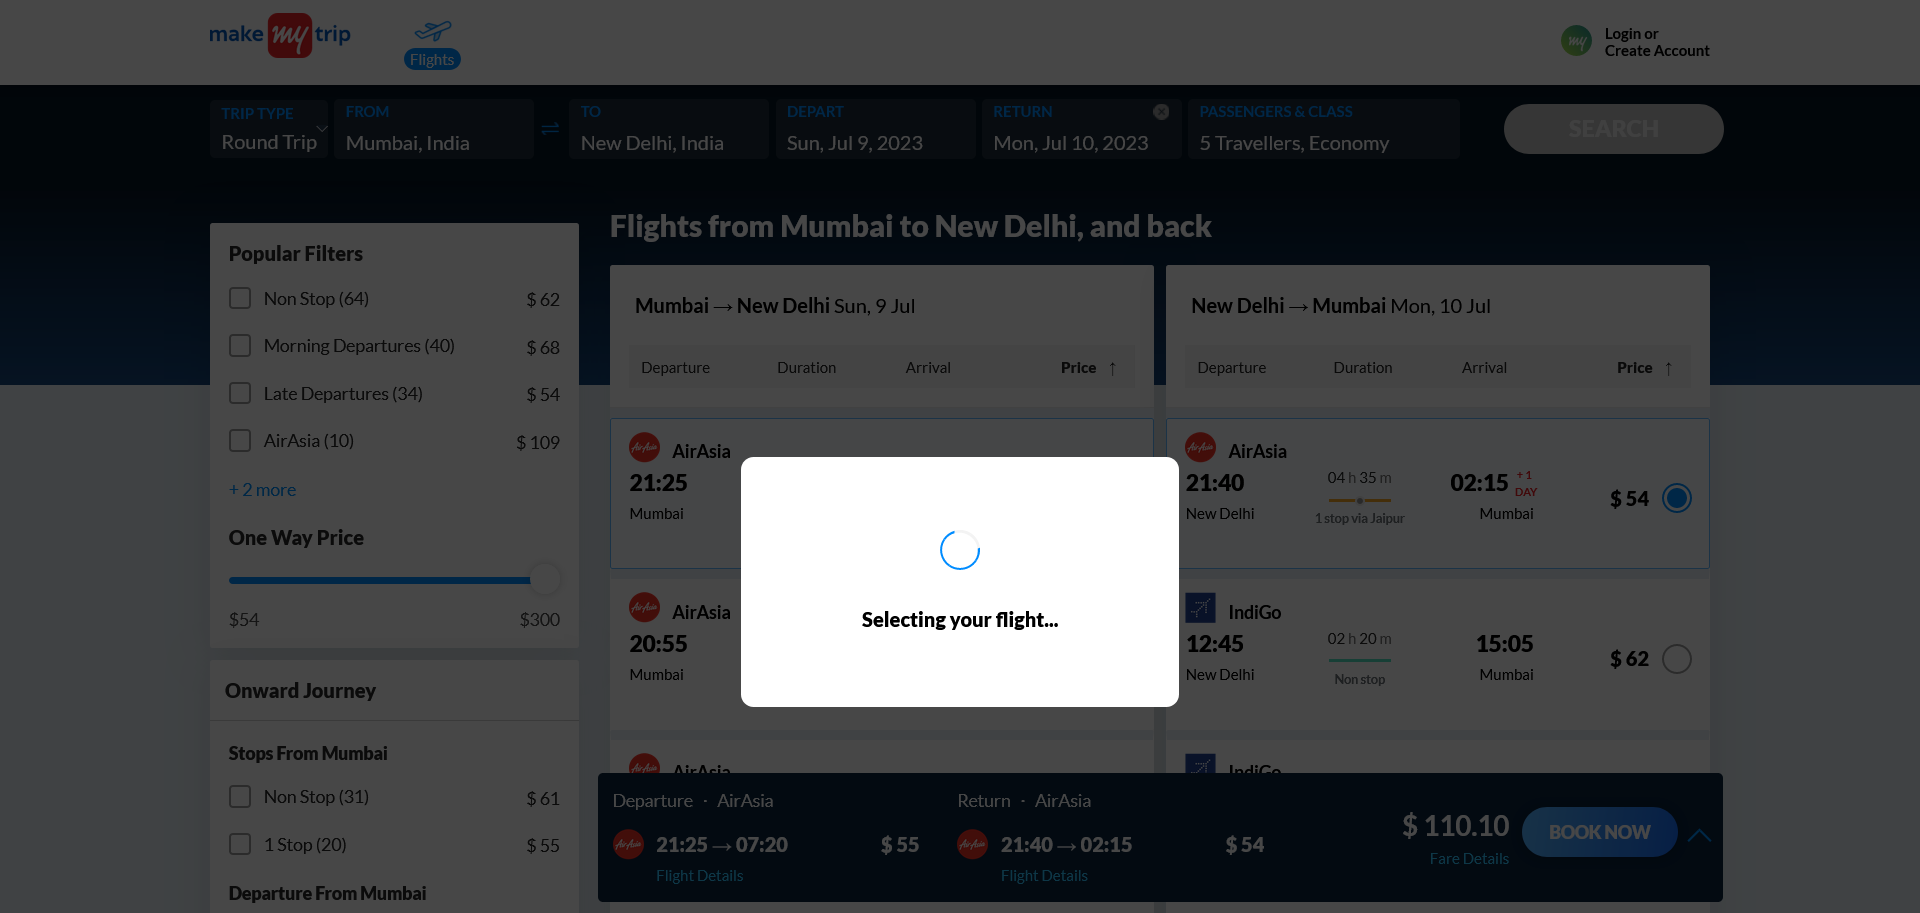 make my trip
Flights
my
Login or
Create Account
TRIP TYPE
Round Trip
FROM
Mumbai, India
TO
New Delhi, India
DEPART
Sun, Jul 9, 2023
RETURN
Mon, Jul 10, 2023
PASSENGERS & CLASS
5 Travellers, Economy
SEARCH
Flights from Mumbai to New Delhi, and back
Popular Filters
Non Stop (64) $ 62
Morning Departures (40) $ 68
Late Departures (34) $ 54
AirAsia (10) $ 109
+ 2 more
One Way Price
$54 $300
Onward Journey
Stops From Mumbai
Non Stop (31) $ 61
1 Stop (20) $ 55
Departure From Mumbai
Mumbai → New Delhi Sun, 9 Jul
Departure Duration Arrival Price ↑
AirAsia AirAsia
21:25
Mumbai
AirAsia AirAsia
20:55
Mumbai
AirAsia AirAsia
New Delhi → Mumbai Mon, 10 Jul
Departure Duration Arrival Price ↑
AirAsia AirAsia
21:40 04 h 35 m 02:15 + 1 DAY $ 54
New Delhi 1 stop via Jaipur Mumbai
IndiGo
12:45 02 h 20 m 15:05 $ 62
New Delhi Non stop Mumbai
IndiGo
Selecting your flight...
Departure · AirAsia
AirAsia 21:25 → 07:20 $ 55
Flight Details
Return · AirAsia
AirAsia 21:40 → 02:15 $ 54
Flight Details
$ 110.10
Fare Details
BOOK NOW